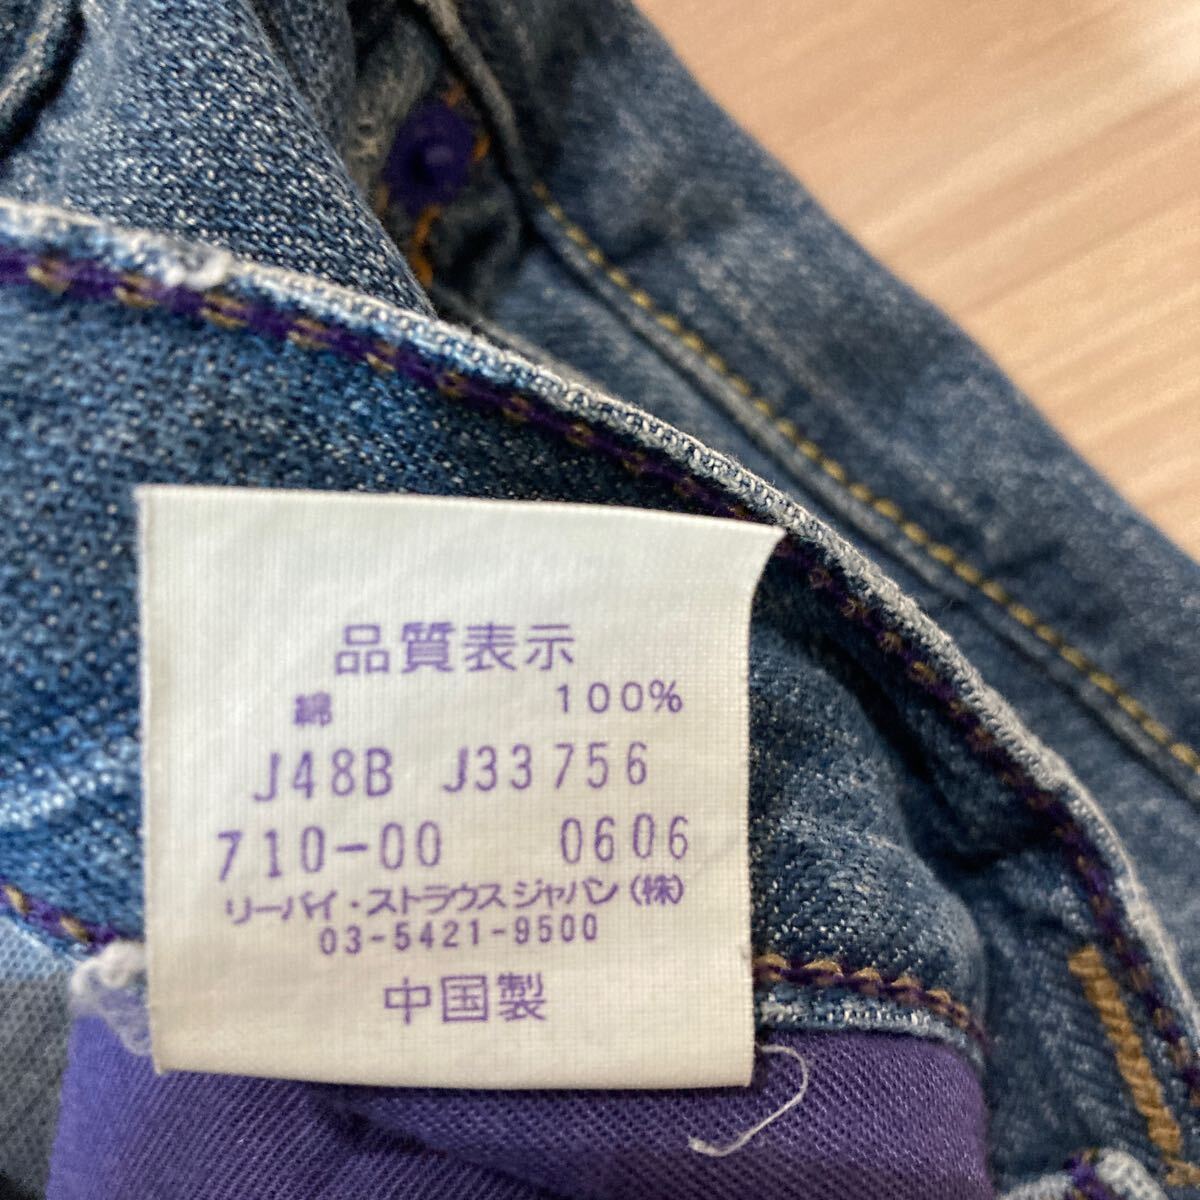 品質表示
綿 100%
J48B J33756
710-00 0606
リーバイ・ストラウスジャパン(株)
03-5421-9500
中国製